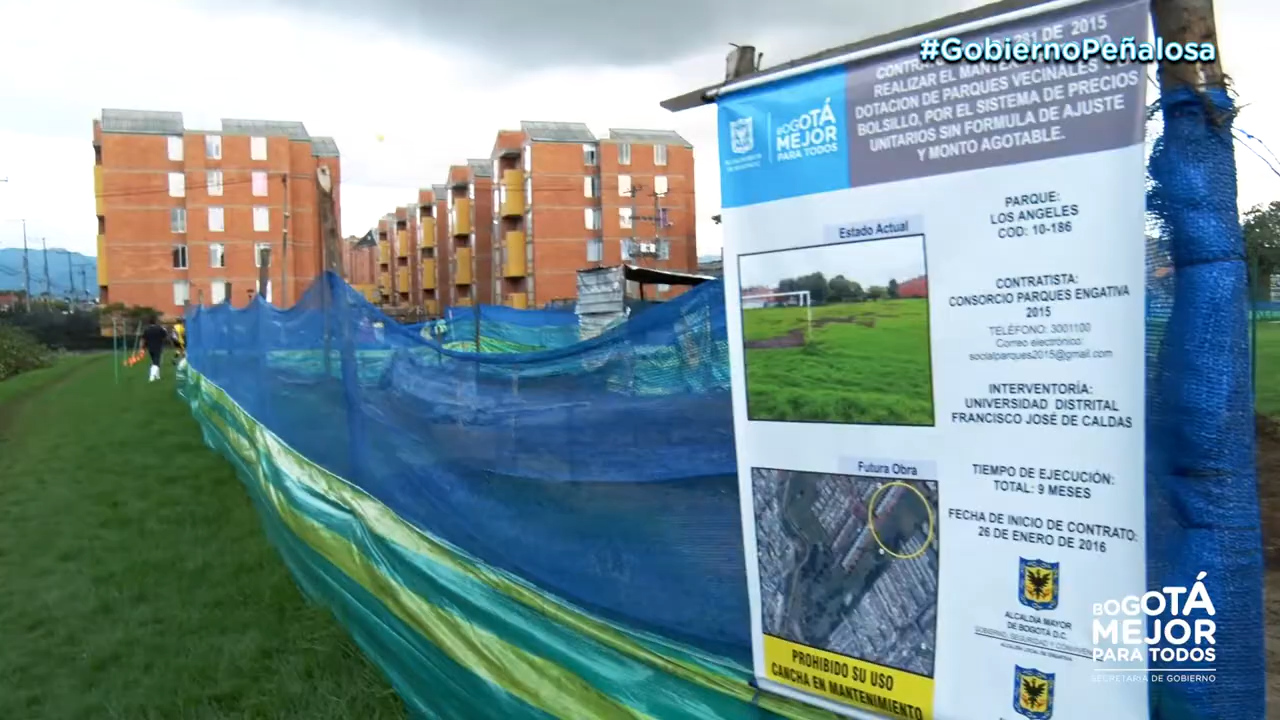 #GobiernoPeñalosa
281 DE 2015
REALIZAR EL
DOTACION DE PARQUES VECINALES Y
BOLSILLO, POR EL SISTEMA DE PRECIOS
UNITARIOS SIN FORMULA DE AJUSTE
Y MONTO AGOTABLE.
BOGOTÁ
MEJOR
PARA TODOS
PARQUE:
LOS ANGELES
COD: 10-186
Estado Actual
CONTRATISTA:
CONSORCIO PARQUES ENGATIVA
2015
TELÉFONO: 3001100
Correo electrónico:
socialparques2015@gmail.com
INTERVENTORÍA:
UNIVERSIDAD DISTRITAL
FRANCISCO JOSÉ DE CALDAS
Futura Obra
TIEMPO DE EJECUCIÓN:
TOTAL: 9 MESES
FECHA DE INICIO DE CONTRATO:
26 DE ENERO DE 2016
ALCALDÍA MAYOR
DE BOGOTÁ D.C.
GOBIERNO, SEGURIDAD Y
PROHIBIDO SU USO
CANCHA EN MANTENIMIENTO
BOGOTÁ
MEJOR
PARA TODOS
SECRETARÍA DE GOBIERNO